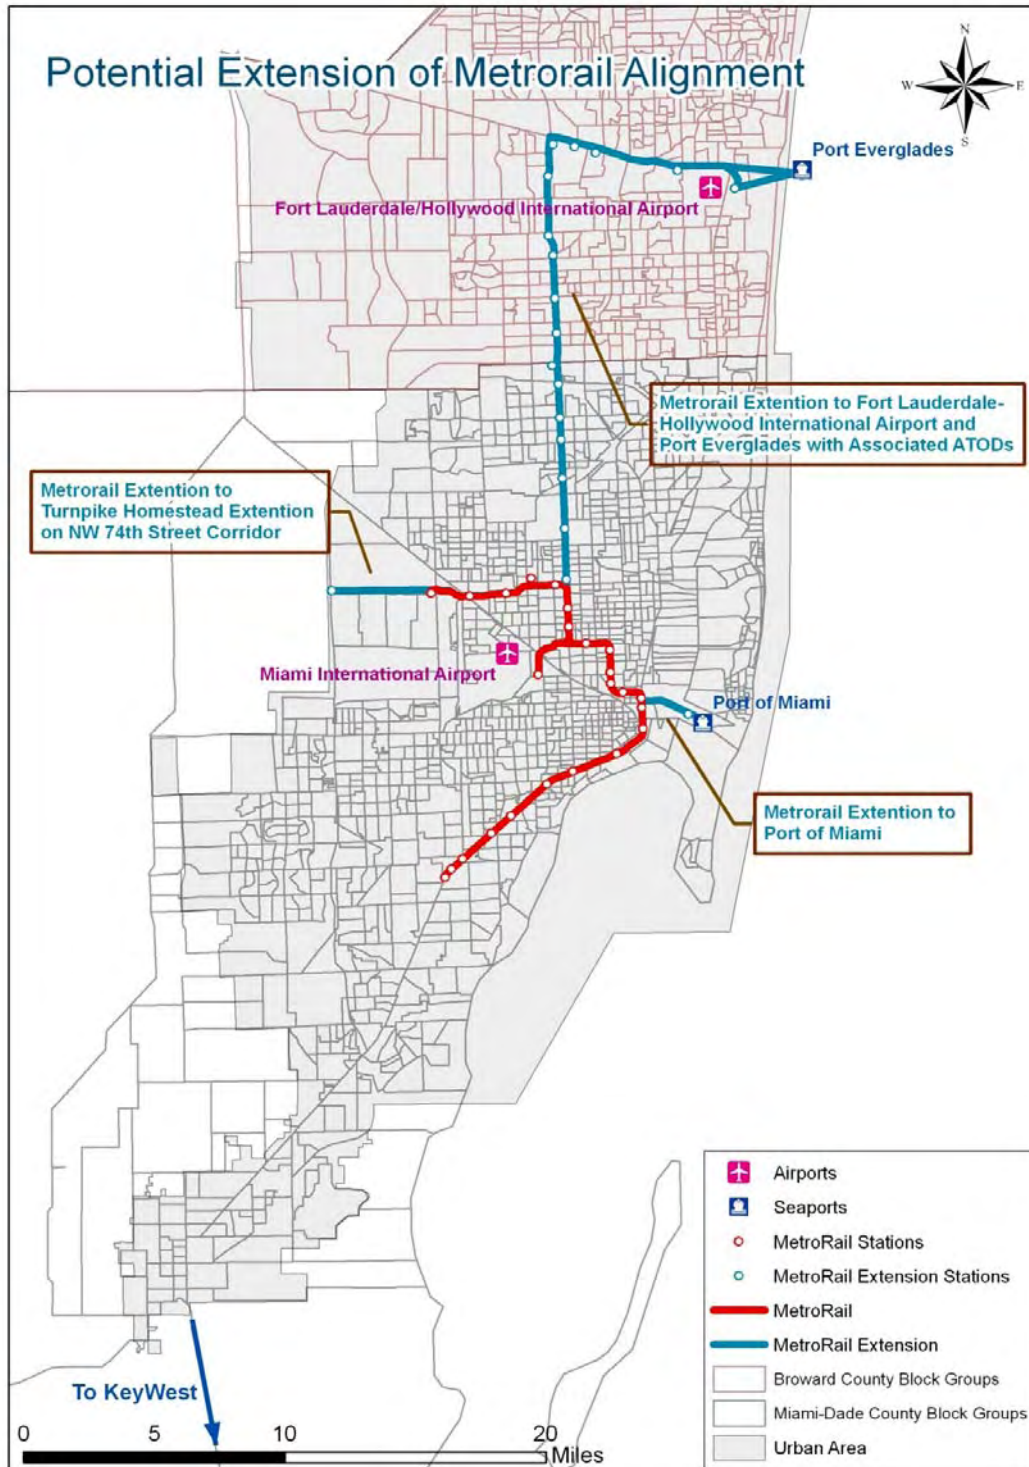 Potential Extension of Metrorail Alignment
N
W
E
S
Port Everglades
Fort Lauderdale/Hollywood International Airport
Metrorail Extention to Fort Lauderdale-
Hollywood International Airport and
Port Everglades with Associated ATODs
Metrorail Extention to
Turnpike Homestead Extention
on NW 74th Street Corridor
Miami International Airport
Port of Miami
Metrorail Extention to
Port of Miami
Airports
Seaports
MetroRail Stations
MetroRail Extension Stations
MetroRail
MetroRail Extension
Broward County Block Groups
Miami-Dade County Block Groups
Urban Area
To KeyWest
0 5 10 20
Miles